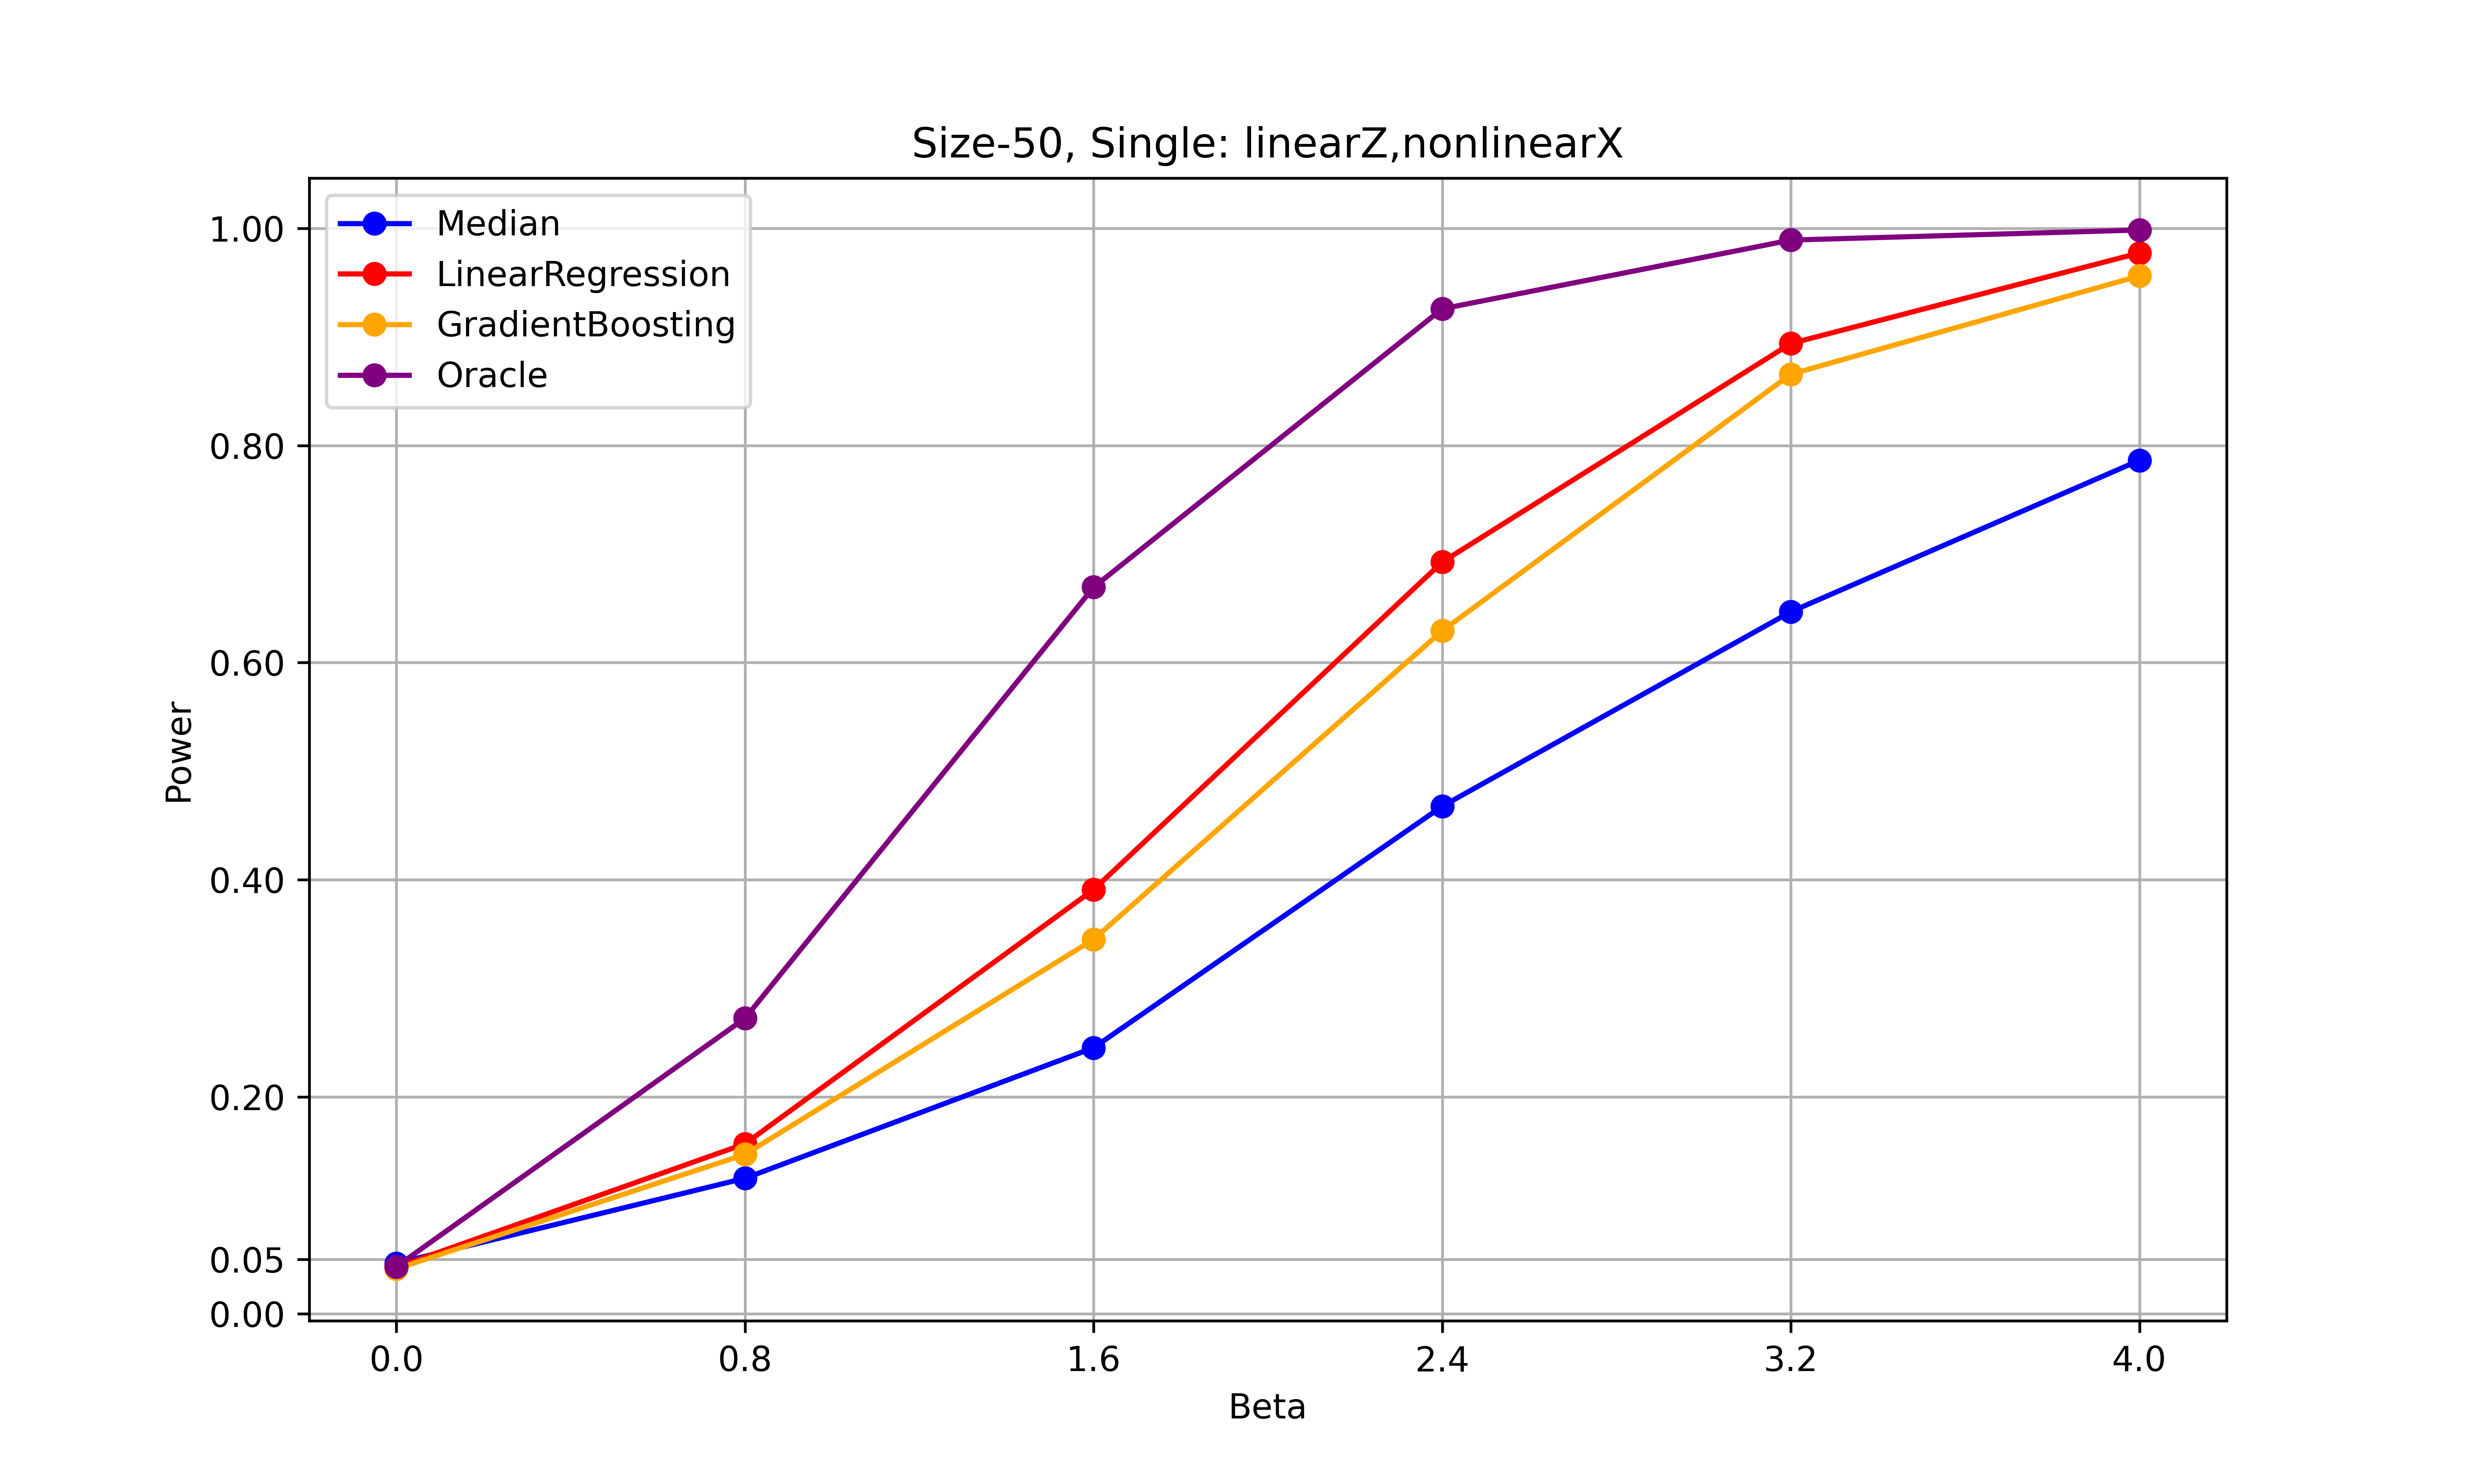 Size-50, Single: linearZ,nonlinearX
Median
LinearRegression
GradientBoosting
Oracle
1.00
0.80
0.60
0.40
0.20
0.05
0.00
Power
0.0 0.8 1.6 2.4 3.2 4.0
Beta